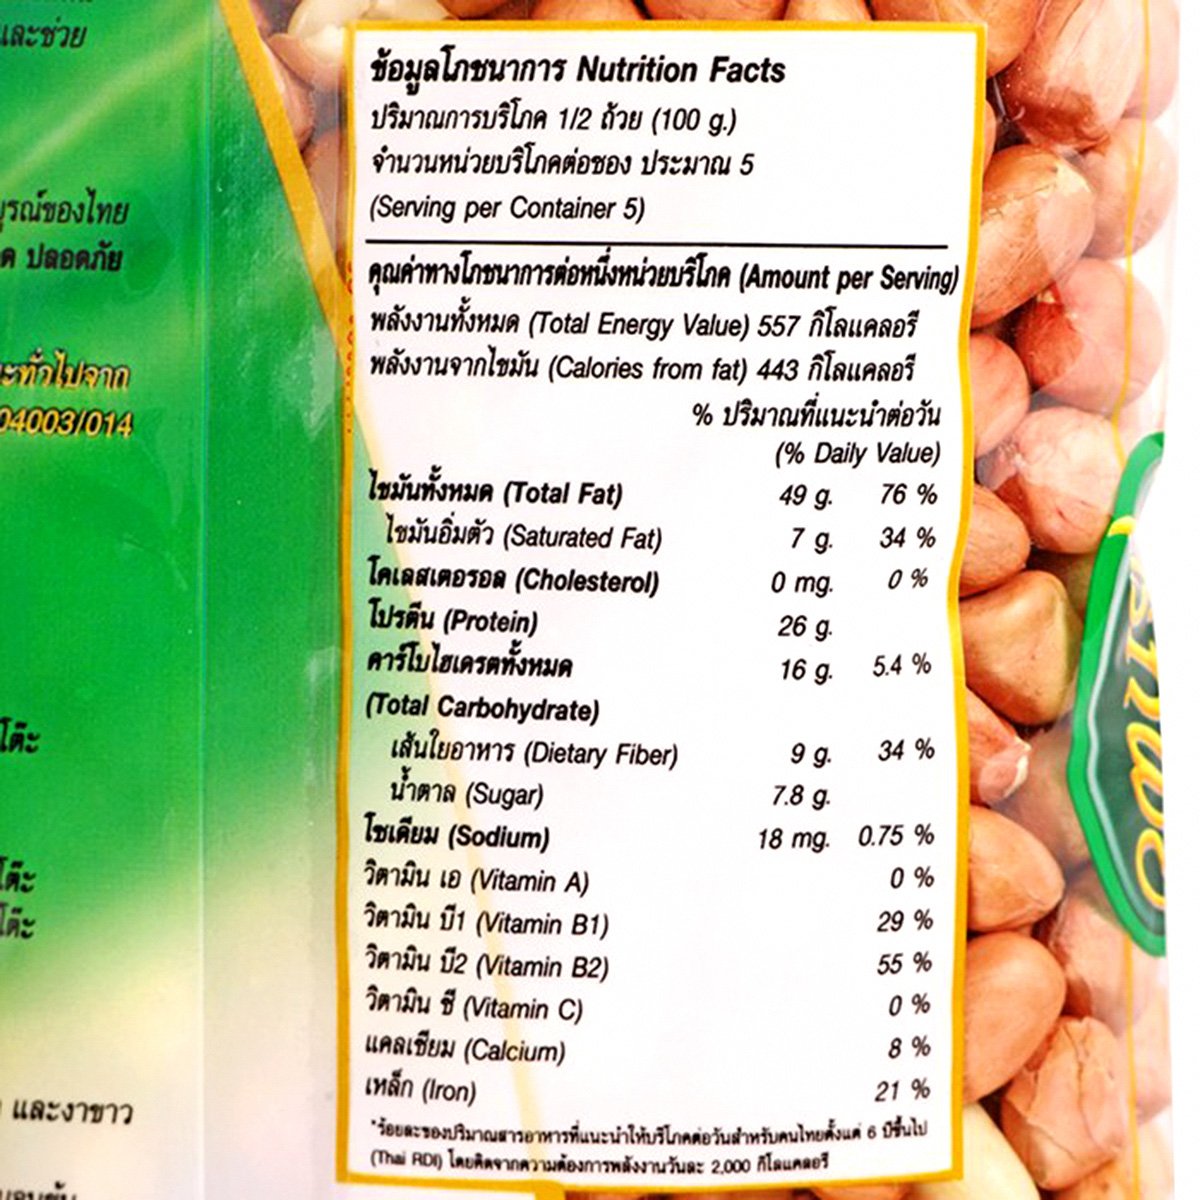 และช่วย
ของไทย
ปลอดภัย
04003/014
โต๊ะ
โต๊ะ
โต๊ะ
และงาขาว
ข้อมูลโภชนาการ Nutrition Facts
ปริมาณการบริโภค 1/2 ถ้วย (100 g.)
จำนวนหน่วยบริโภคต่อซอง ประมาณ 5
(Serving per Container 5)
คุณค่าทางโภชนาการต่อหนึ่งหน่วยบริโภค (Amount per Serving)
พลังงานทั้งหมด (Total Energy Value) 557 กิโลแคลอรี
พลังงานจากไขมัน (Calories from fat) 443 กิโลแคลอรี
% ปริมาณที่แนะนำต่อวัน
(% Daily Value)
ไขมันทั้งหมด (Total Fat) 49 g. 76 %
ไขมันอิ่มตัว (Saturated Fat) 7 g. 34 %
โคเลสเตอรอล (Cholesterol) 0 mg. 0 %
โปรตีน (Protein) 26 g.
คาร์โบไฮเดรตทั้งหมด 16 g. 5.4 %
(Total Carbohydrate)
เส้นใยอาหาร (Dietary Fiber) 9 g. 34 %
น้ำตาล (Sugar) 7.8 g.
โซเดียม (Sodium) 18 mg. 0.75 %
วิตามิน เอ (Vitamin A) 0 %
วิตามิน บี1 (Vitamin B1) 29 %
วิตามิน บี2 (Vitamin B2) 55 %
วิตามิน ซี (Vitamin C) 0 %
แคลเซียม (Calcium) 8 %
เหล็ก (Iron) 21 %
*ร้อยละของปริมาณสารอาหารที่แนะนำให้บริโภคต่อวันสำหรับคนไทยตั้งแต่ 6 ปีขึ้นไป
(Thai RDI) โดยคิดจากความต้องการพลังงานวันละ 2,000 กิโลแคลอรี